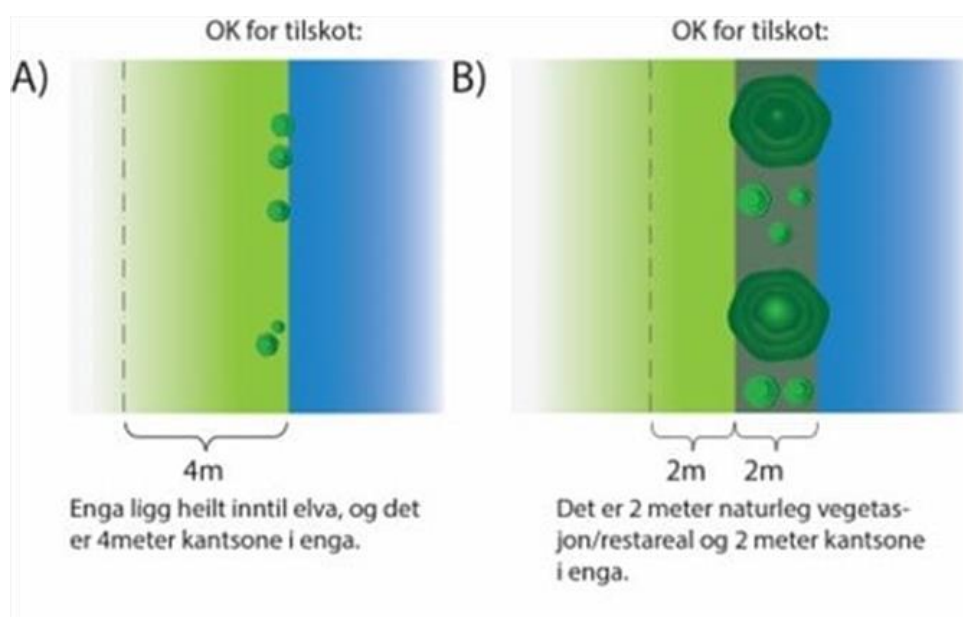 OK for tilskot:
A)
4m
Enga ligg heilt inntil elva, og det
er 4meter kantsone i enga.
OK for tilskot:
B)
2m 2m
Det er 2 meter naturleg vegetas-
jon/restareal og 2 meter kantsone
i enga.